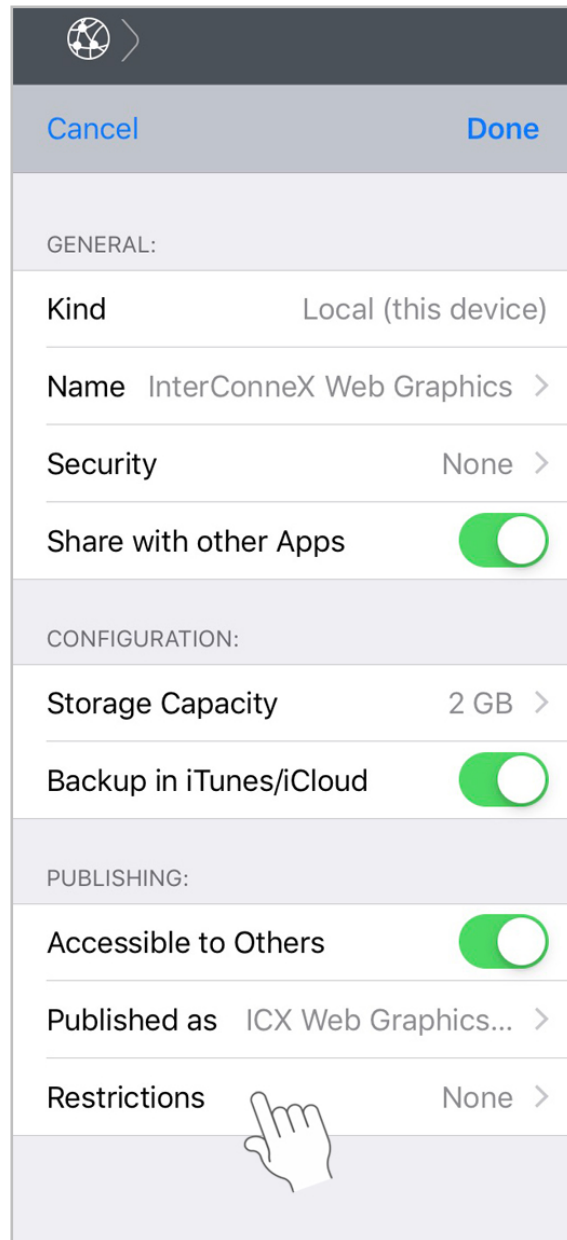 Cancel Done
GENERAL:
Kind Local (this device)
Name InterConneX Web Graphics
Security None
Share with other Apps
CONFIGURATION:
Storage Capacity 2 GB
Backup in iTunes/iCloud
PUBLISHING:
Accessible to Others
Published as ICX Web Graphics...
Restrictions None